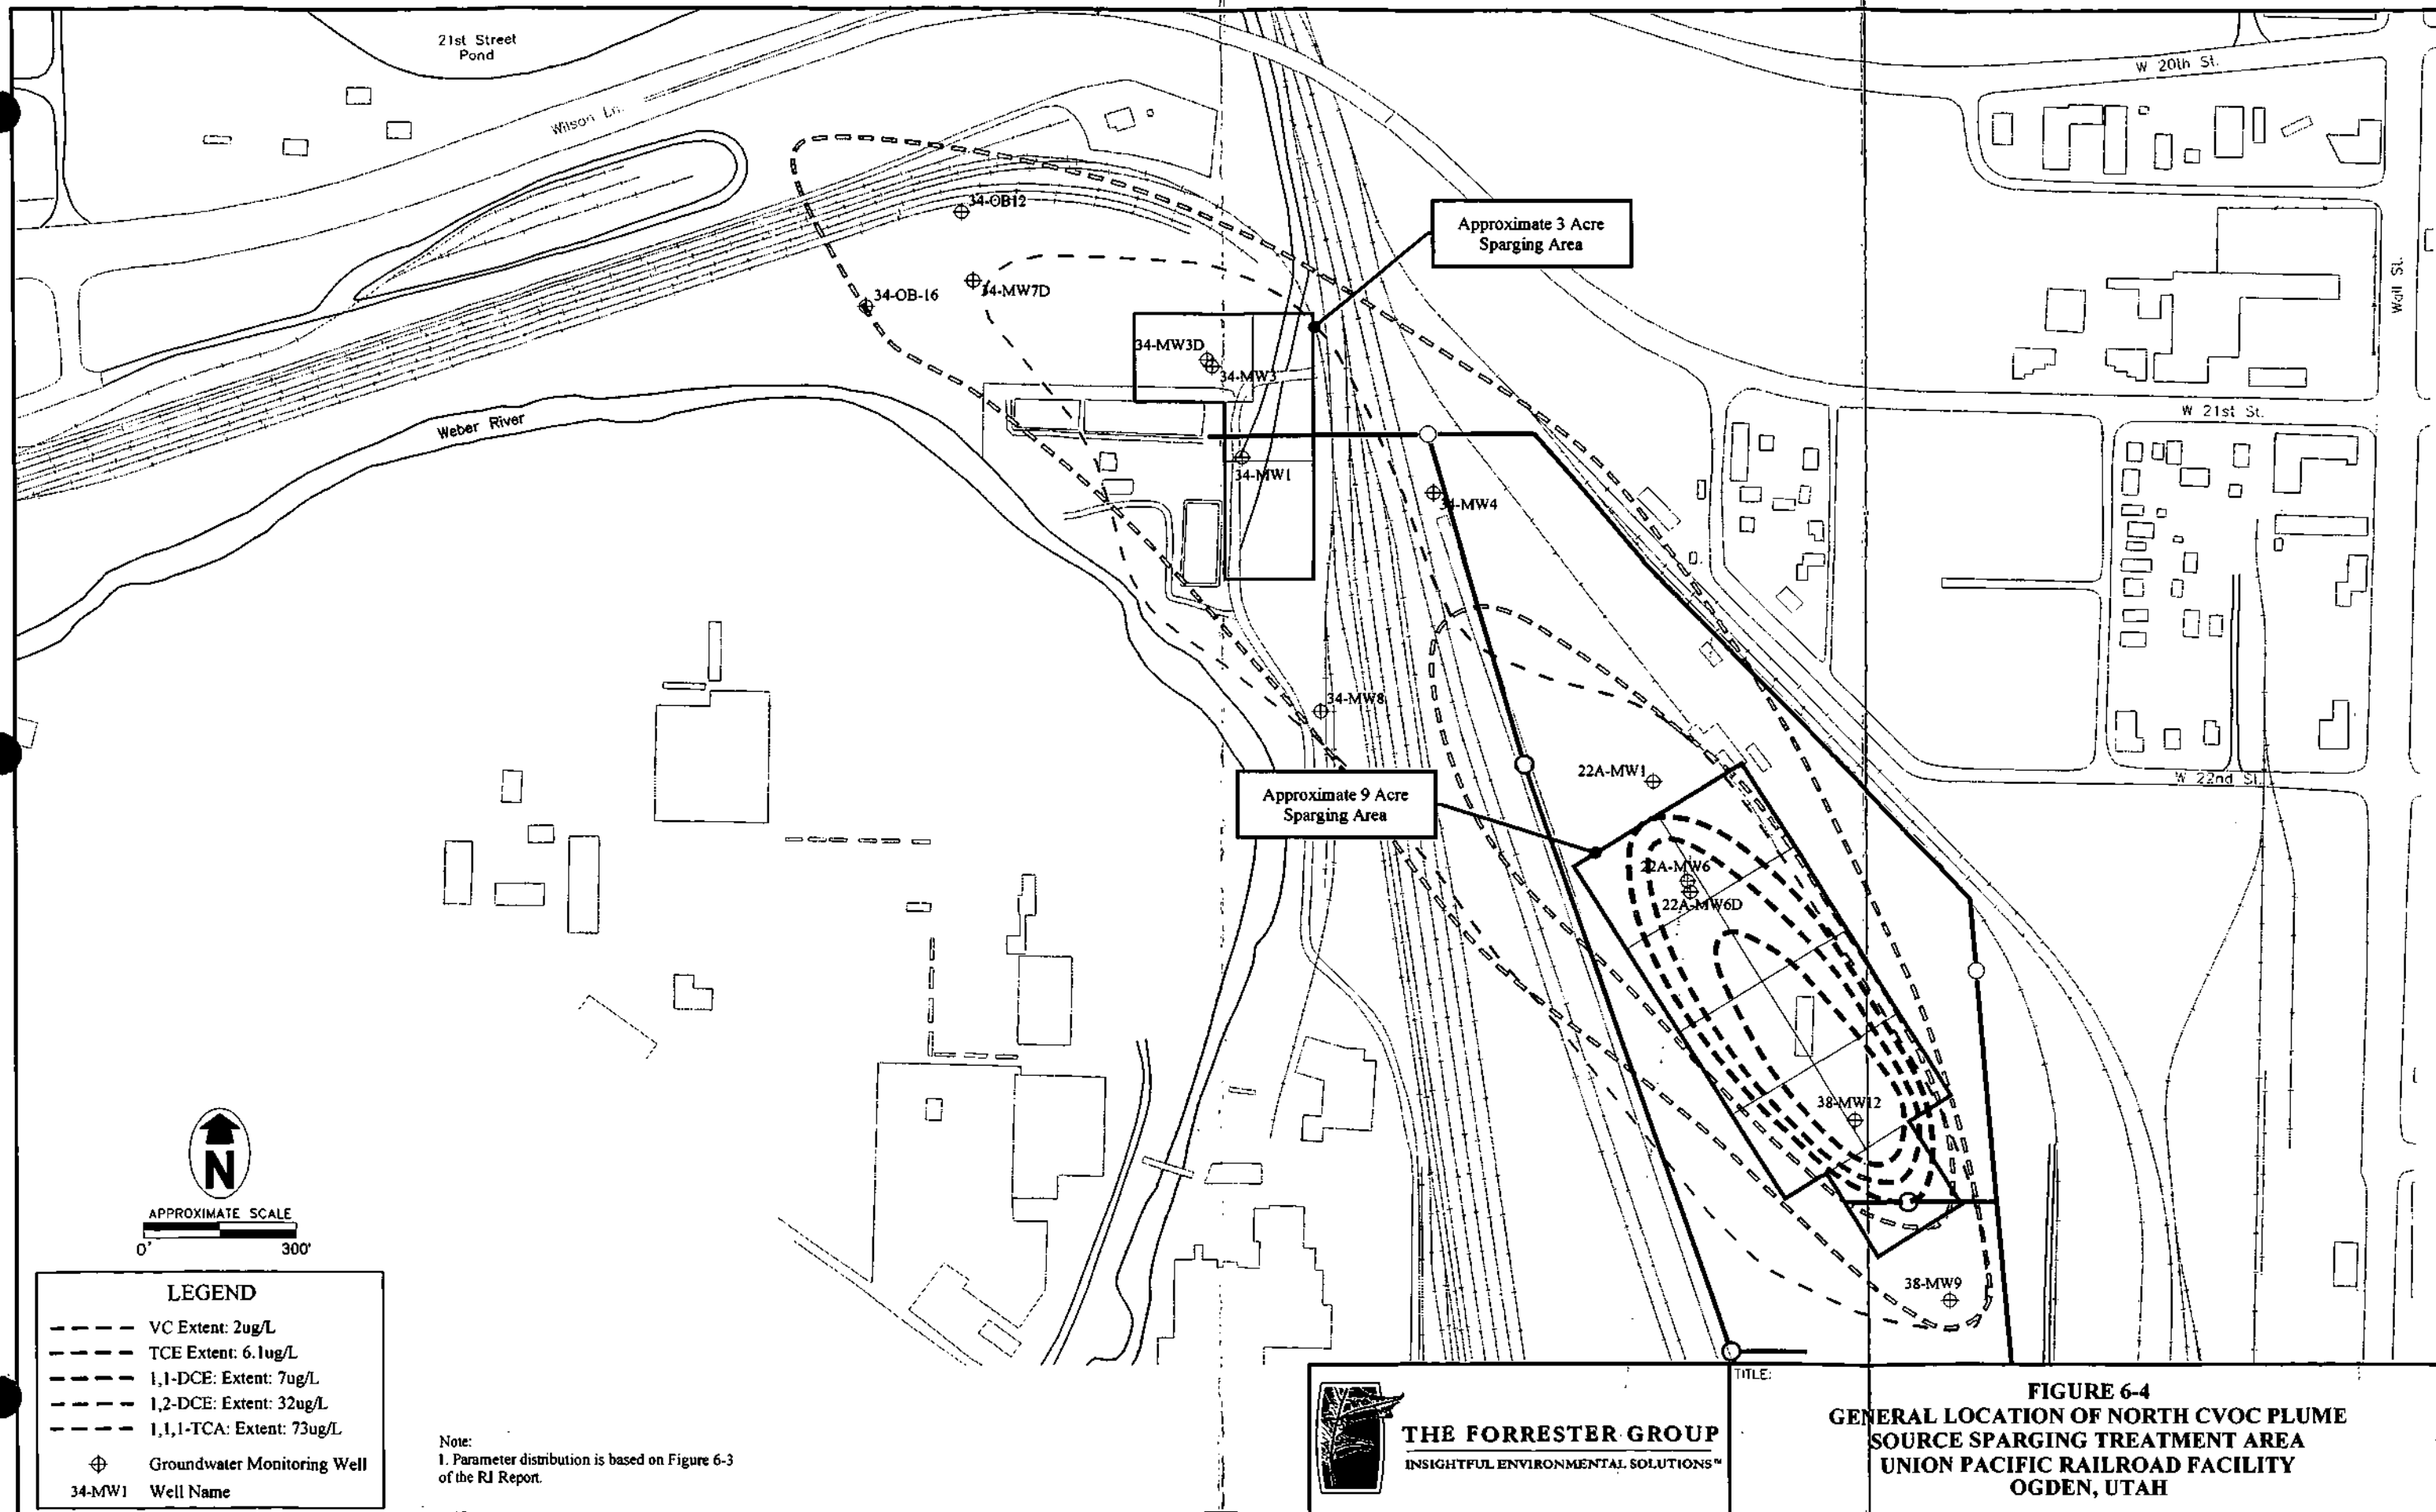 21st Street
Pond
W 20th St.
Wilson Ln.
34-OB12
Approximate 3 Acre
Sparging Area
34-MW7D
34-OB-16
Wall St.
34-MW3D
34-MW3
W 21st St.
Weber River
34-MW1
34-MW4
34-MW8
22A-MW1
W 22nd St.
Approximate 9 Acre
Sparging Area
22A-MW6
22A-MW6D
38-MW12
N
APPROXIMATE SCALE
0' 300'
38-MW9
LEGEND
VC Extent: 2ug/L
TCE Extent: 6.1ug/L
1,1-DCE: Extent: 7ug/L
1,2-DCE: Extent: 32ug/L
1,1,1-TCA: Extent: 73ug/L
Groundwater Monitoring Well
34-MW1 Well Name
Note:
1. Parameter distribution is based on Figure 6-3
of the RI Report.
THE FORRESTER GROUP
INSIGHTFUL ENVIRONMENTAL SOLUTIONS™
TITLE:
FIGURE 6-4
GENERAL LOCATION OF NORTH CVOC PLUME
SOURCE SPARGING TREATMENT AREA
UNION PACIFIC RAILROAD FACILITY
OGDEN, UTAH